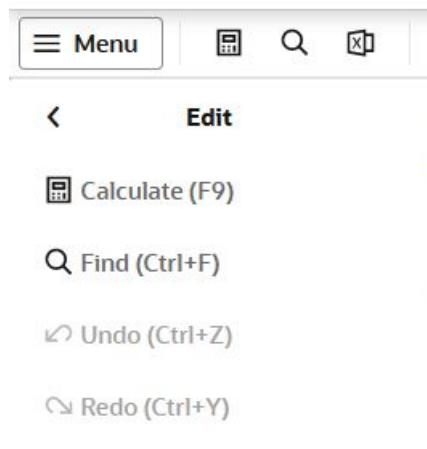 Menu
Edit
Calculate (F9)
Find (Ctrl+F)
Undo (Ctrl+Z)
Redo (Ctrl+Y)